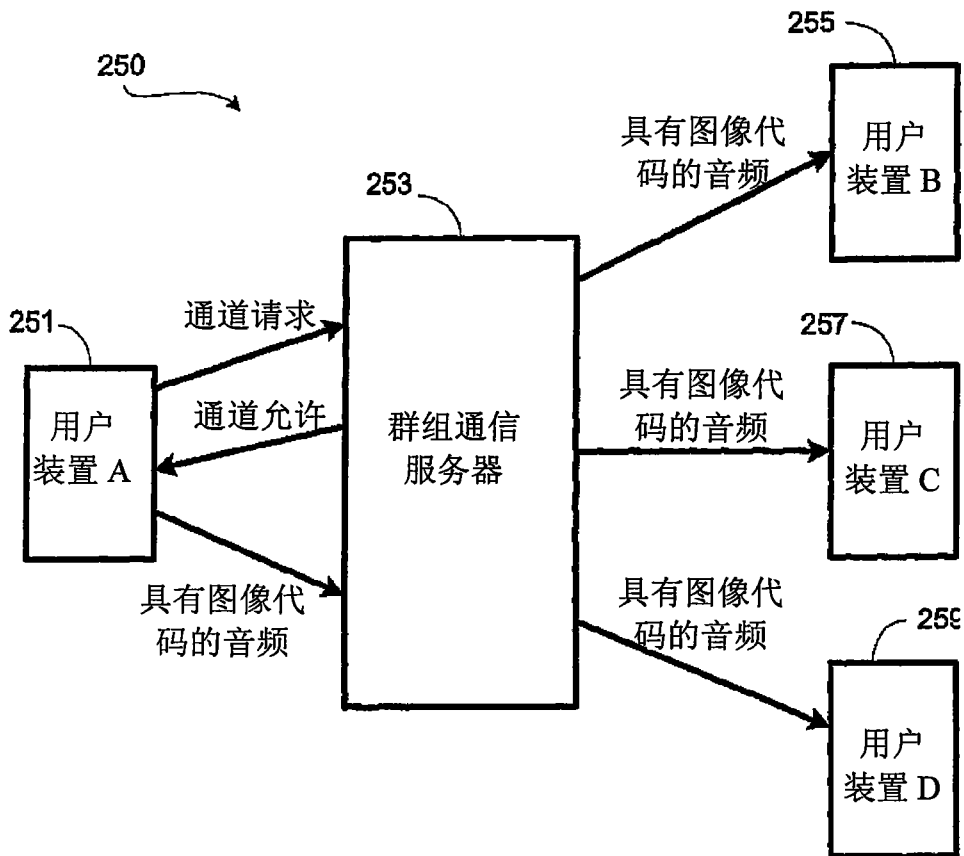 250
251
用户
装置 A
通道请求
通道允许
具有图像代
码的音频
253
群组通信
服务器
具有图像代
码的音频
255
用户
装置 B
具有图像代
码的音频
257
用户
装置 C
具有图像代
码的音频
259
用户
装置 D